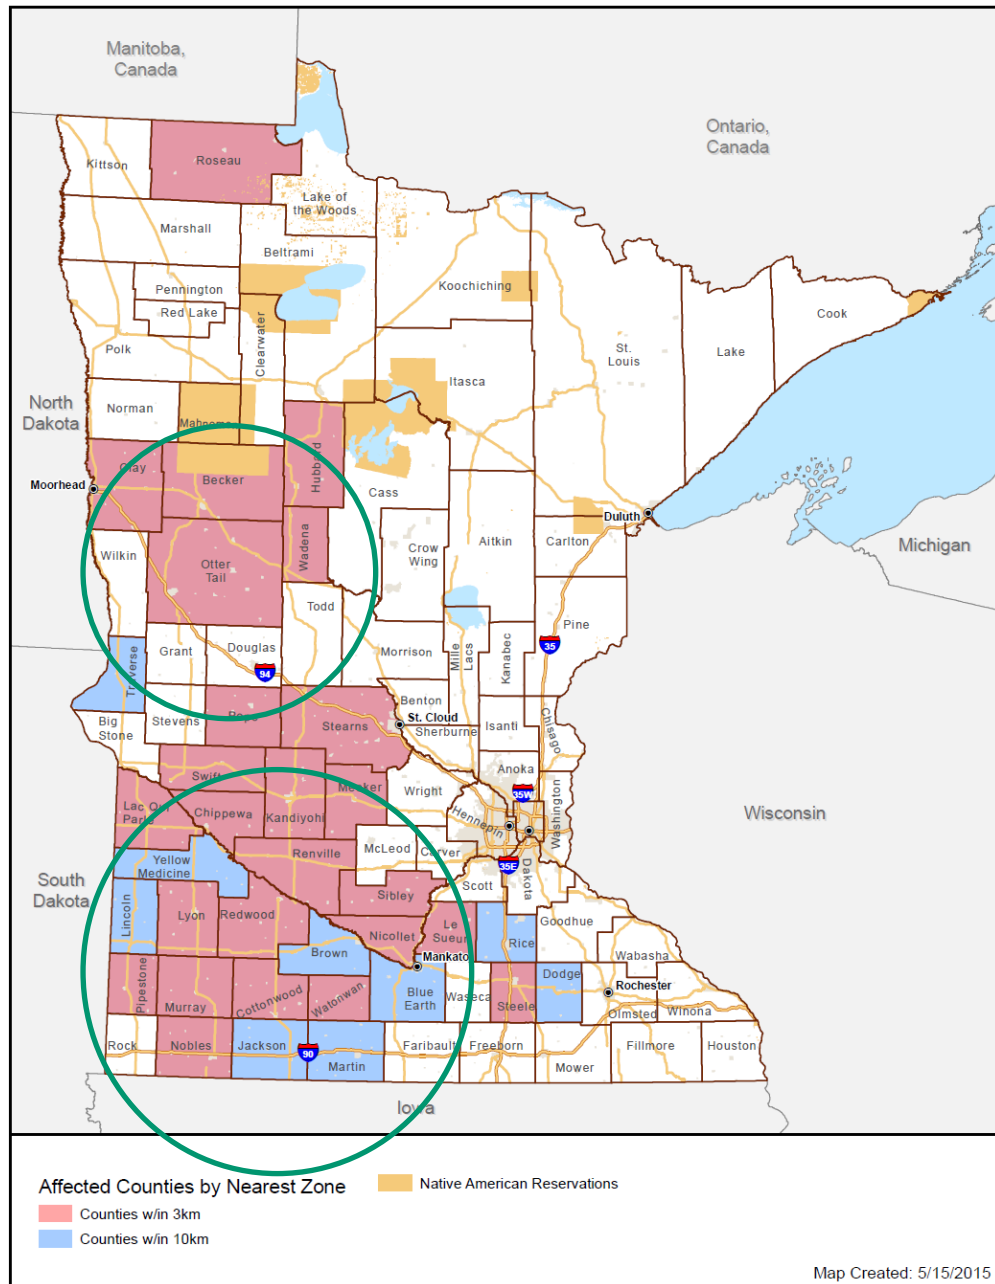 Manitoba,
Canada
Ontario,
Canada
Kittson
Roseau
Lake of
the Woods
Marshall
Beltrami
Pennington
Red Lake
Koochiching
Cook
Clearwater
St.
Louis
Lake
Polk
Itasca
North
Dakota
Norman
Mahnomen
Clay
Hubbard
Becker
Moorhead
Cass
Duluth
Wilkin
Otter
Tail
Wadena
Crow
Wing
Aitkin
Carlton
Michigan
Todd
Pine
Traverse
Grant
Douglas
94
Morrison
Mille
Lacs
Kanabec
35
Big
Stone
Stevens
Pope
Stearns
Benton
St. Cloud
Sherburne
Isanti
Chisago
Swift
Meeker
Wright
Anoka
35W
Washington
Wisconsin
Lac Qui
Parle
Chippewa
Kandiyohi
Hennepin
Yellow
Medicine
Renville
McLeod
Carver
35E
South
Dakota
Scott
Dakota
Lincoln
Lyon
Redwood
Sibley
Le
Sueur
Goodhue
Nicollet
Rice
Brown
Mankato
Wabasha
Pipestone
Murray
Cottonwood
Watonwan
Blue
Earth
Waseca
Steele
Dodge
Rochester
Olmsted
Winona
Rock
Nobles
Jackson
90
Martin
Faribault
Freeborn
Mower
Fillmore
Houston
Iowa
Affected Counties by Nearest Zone
Native American Reservations
Counties w/in 3km
Counties w/in 10km
Map Created: 5/15/2015